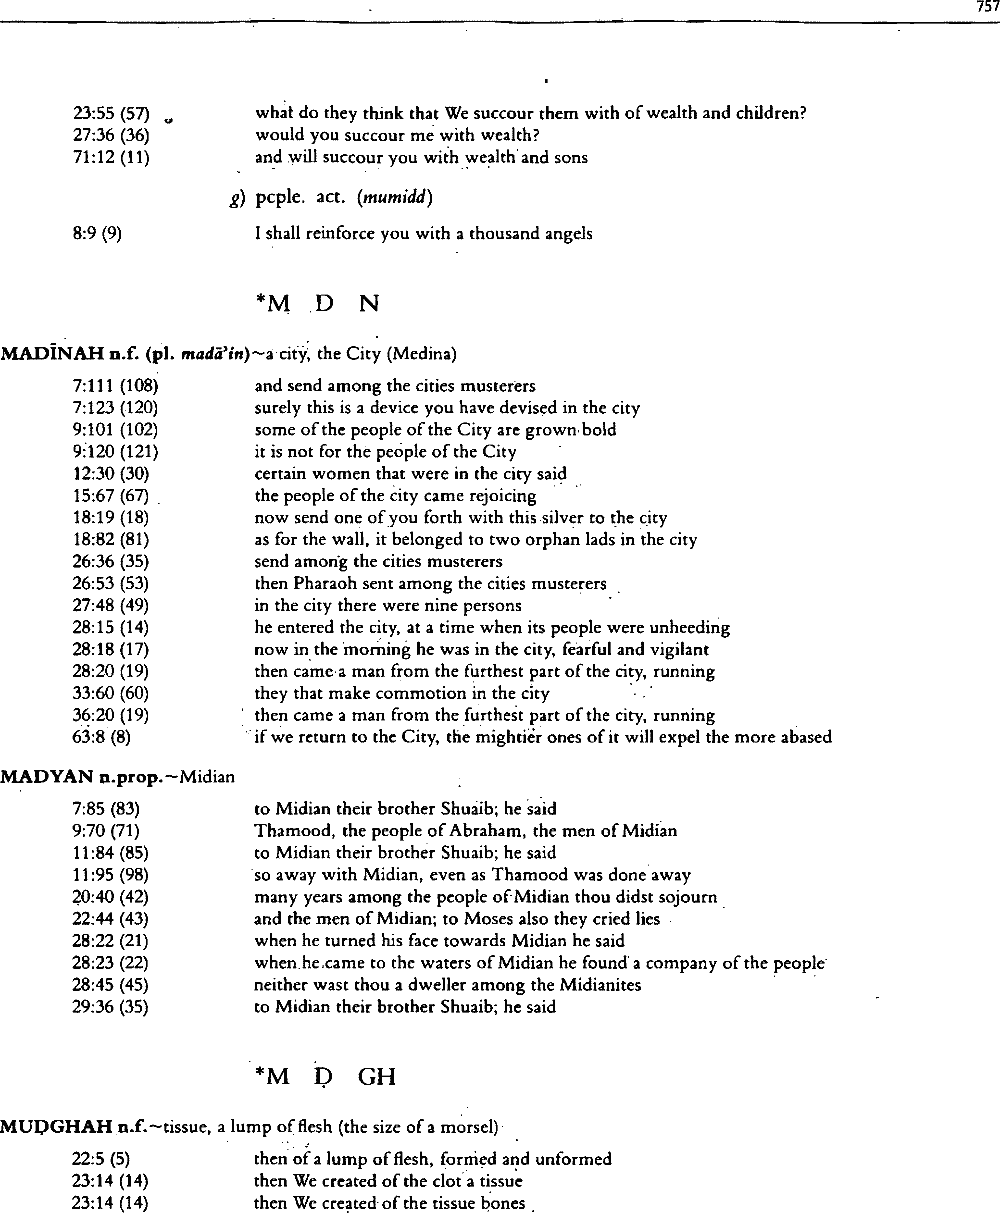 757
23:55 (57) what do they think that We succour them with of wealth and children?
27:36 (36) would you succour me with wealth?
71:12 (11) and will succour you with wealth and sons
g) pcple. act. (mumidd)
8:9 (9) I shall reinforce you with a thousand angels
*M D N
MADĪNAH n.f. (pl. madā'in)~a city, the City (Medina)
7:111 (108) and send among the cities musterers
7:123 (120) surely this is a device you have devised in the city
9:101 (102) some of the people of the City are grown bold
9:120 (121) it is not for the people of the City
12:30 (30) certain women that were in the city said
15:67 (67) the people of the city came rejoicing
18:19 (18) now send one of you forth with this silver to the city
18:82 (81) as for the wall, it belonged to two orphan lads in the city
26:36 (35) send among the cities musterers
26:53 (53) then Pharaoh sent among the cities musterers
27:48 (49) in the city there were nine persons
28:15 (14) he entered the city, at a time when its people were unheeding
28:18 (17) now in the morning he was in the city, fearful and vigilant
28:20 (19) then came a man from the furthest part of the city, running
33:60 (60) they that make commotion in the city
36:20 (19) then came a man from the furthest part of the city, running
63:8 (8) if we return to the City, the mightier ones of it will expel the more abased
MADYAN n.prop.~Midian
7:85 (83) to Midian their brother Shuaib; he said
9:70 (71) Thamood, the people of Abraham, the men of Midian
11:84 (85) to Midian their brother Shuaib; he said
11:95 (98) so away with Midian, even as Thamood was done away
20:40 (42) many years among the people of Midian thou didst sojourn
22:44 (43) and the men of Midian; to Moses also they cried lies
28:22 (21) when he turned his face towards Midian he said
28:23 (22) when he came to the waters of Midian he found a company of the people
28:45 (45) neither wast thou a dweller among the Midianites
29:36 (35) to Midian their brother Shuaib; he said
*M Ḍ GH
MUḌGHAH n.f.~tissue, a lump of flesh (the size of a morsel)
22:5 (5) then of a lump of flesh, formed and unformed
23:14 (14) then We created of the clot a tissue
23:14 (14) then We created of the tissue bones